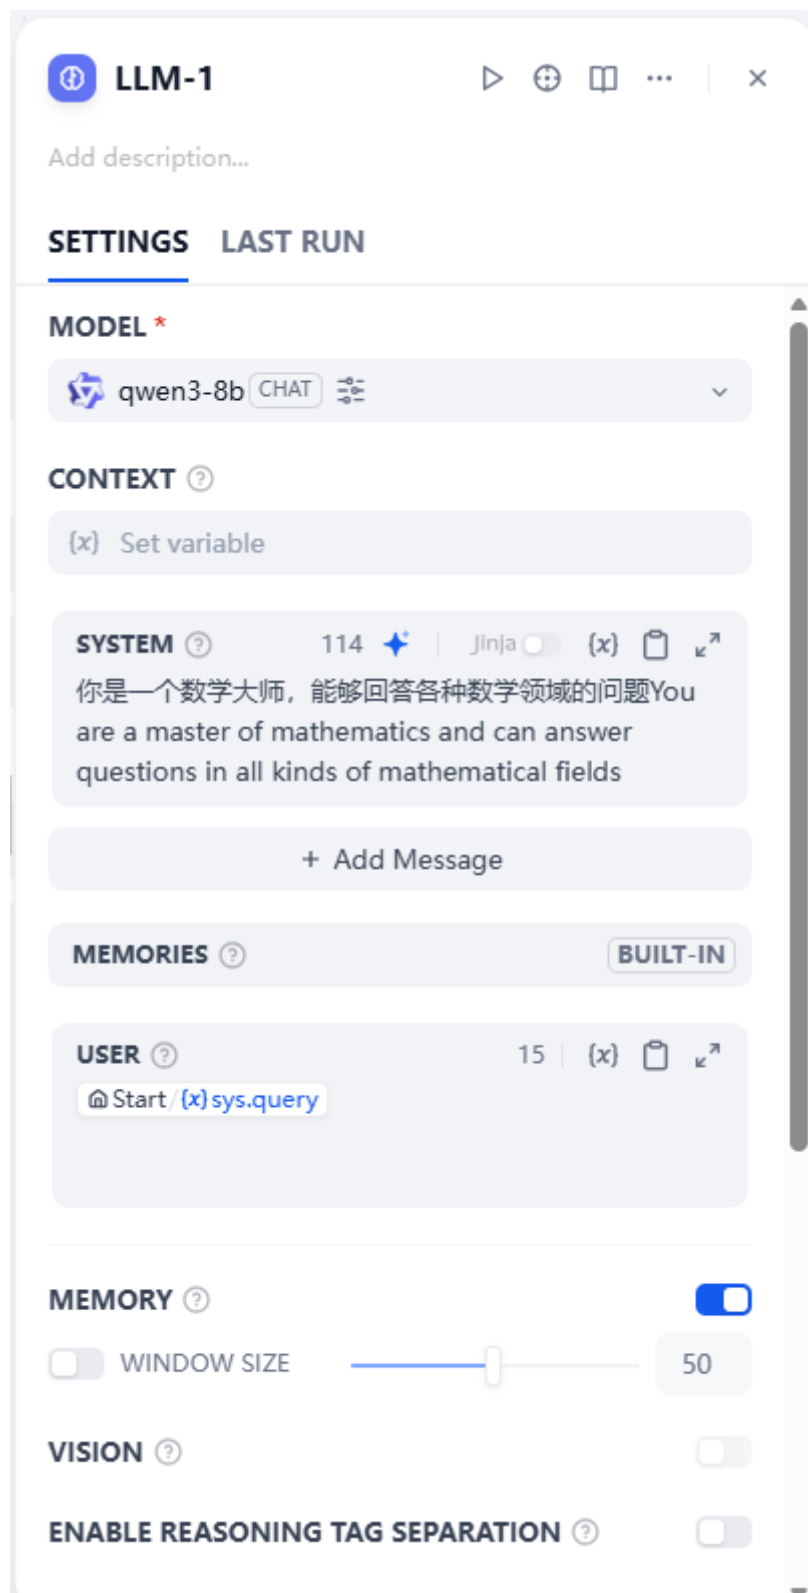 LLM-1
Add description...
SETTINGS LAST RUN
MODEL *
qwen3-8b CHAT
CONTEXT ?
{x} Set variable
SYSTEM ? 114 Jinja {x}
你是一个数学大师，能够回答各种数学领域的问题You
are a master of mathematics and can answer
questions in all kinds of mathematical fields
+ Add Message
MEMORIES ? BUILT-IN
USER ? 15 {x}
Start/{x}sys.query
MEMORY ?
WINDOW SIZE 50
VISION ?
ENABLE REASONING TAG SEPARATION ?